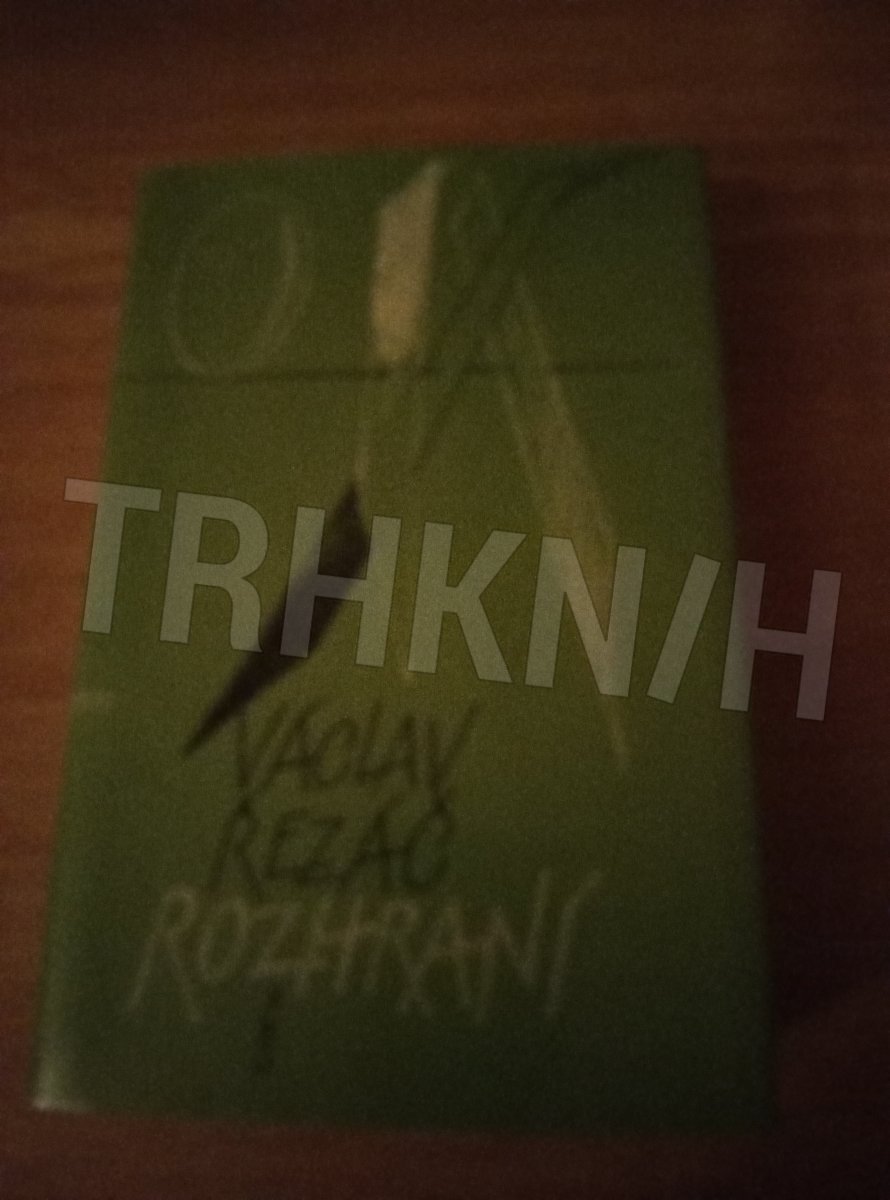 TRHKNIH
VÁCLAV
ŘEZÁČ
ROZHRANÍ